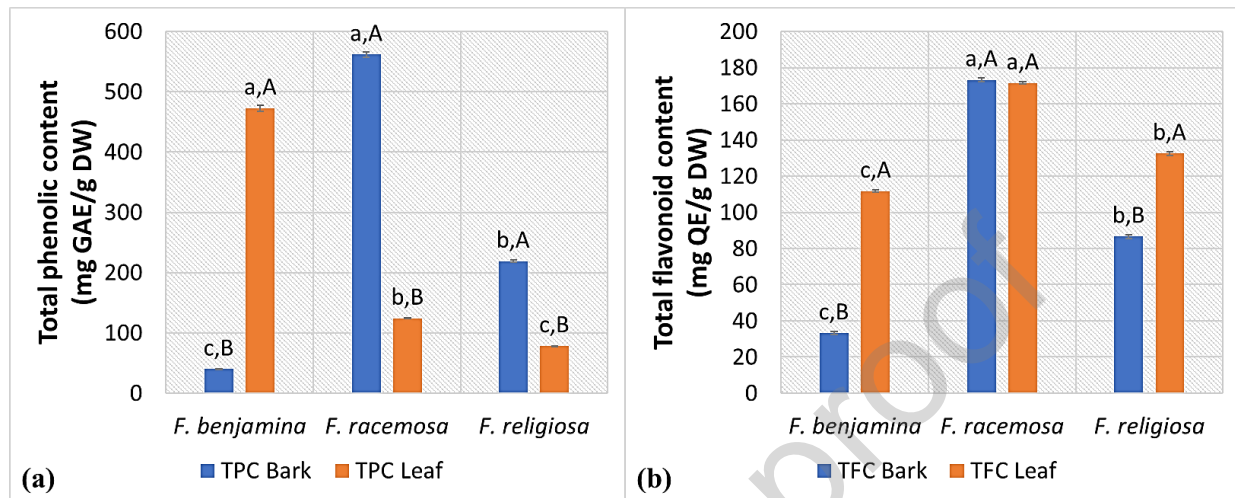 Total phenolic content
(mg GAE/g DW)
600
500
400
300
200
100
0
a,A
a,A
b,A
b,B
c,B
c,B
F. benjamina
F. racemosa
F. religiosa
TPC Bark
TPC Leaf
(a)
Total flavonoid content
(mg QE/g DW)
200
180
160
140
120
100
80
60
40
20
0
a,A
a,A
b,A
c,A
b,B
c,B
F. benjamina
F. racemosa
F. religiosa
TFC Bark
TFC Leaf
(b)
proof